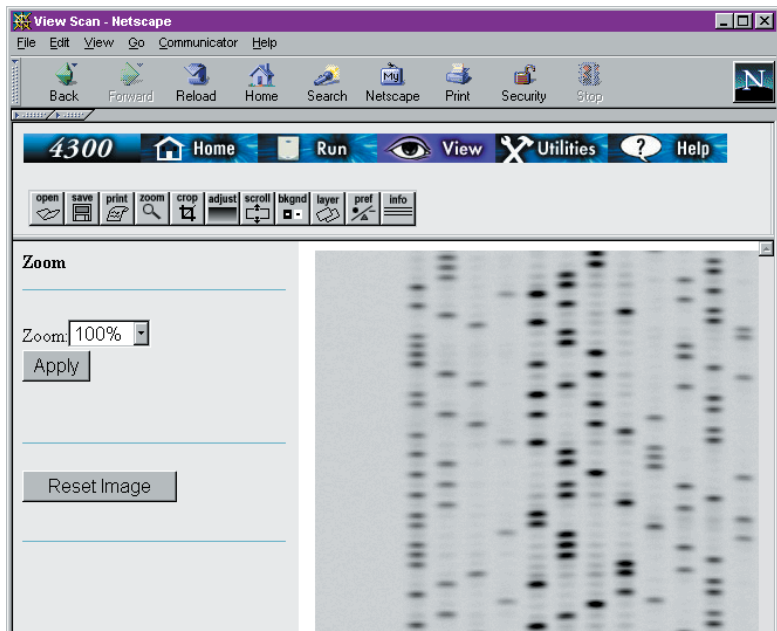 View Scan - Netscape
File Edit View Go Communicator Help
Back Forward Reload Home Search Netscape Print Security Stop
My
N
4300 Home Run View Utilities ? Help
open save print zoom crop adjust scroll bkgnd layer pref info
Zoom
Zoom: 100%
Apply
Reset Image